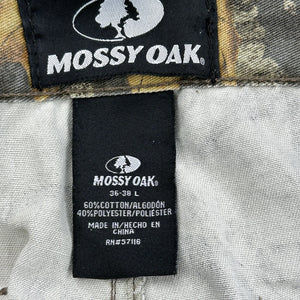 MOSSY OAK®
MOSSY OAK®
36-38 L
60%COTTON/ALGODÓN
40%POLYESTER/POLIÉSTER
MADE IN/HECHO EN
CHINA
RN#57116